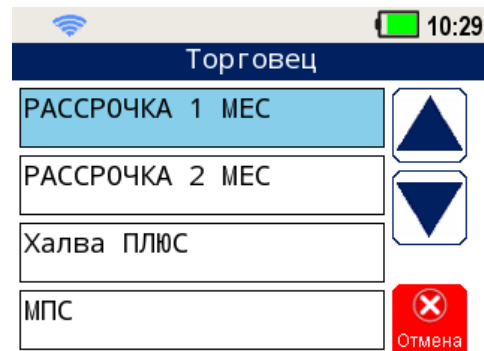 10:29
Торговец
РАССРОЧКА 1 МЕС
РАССРОЧКА 2 МЕС
Халва ПЛЮС
МПС
Отмена